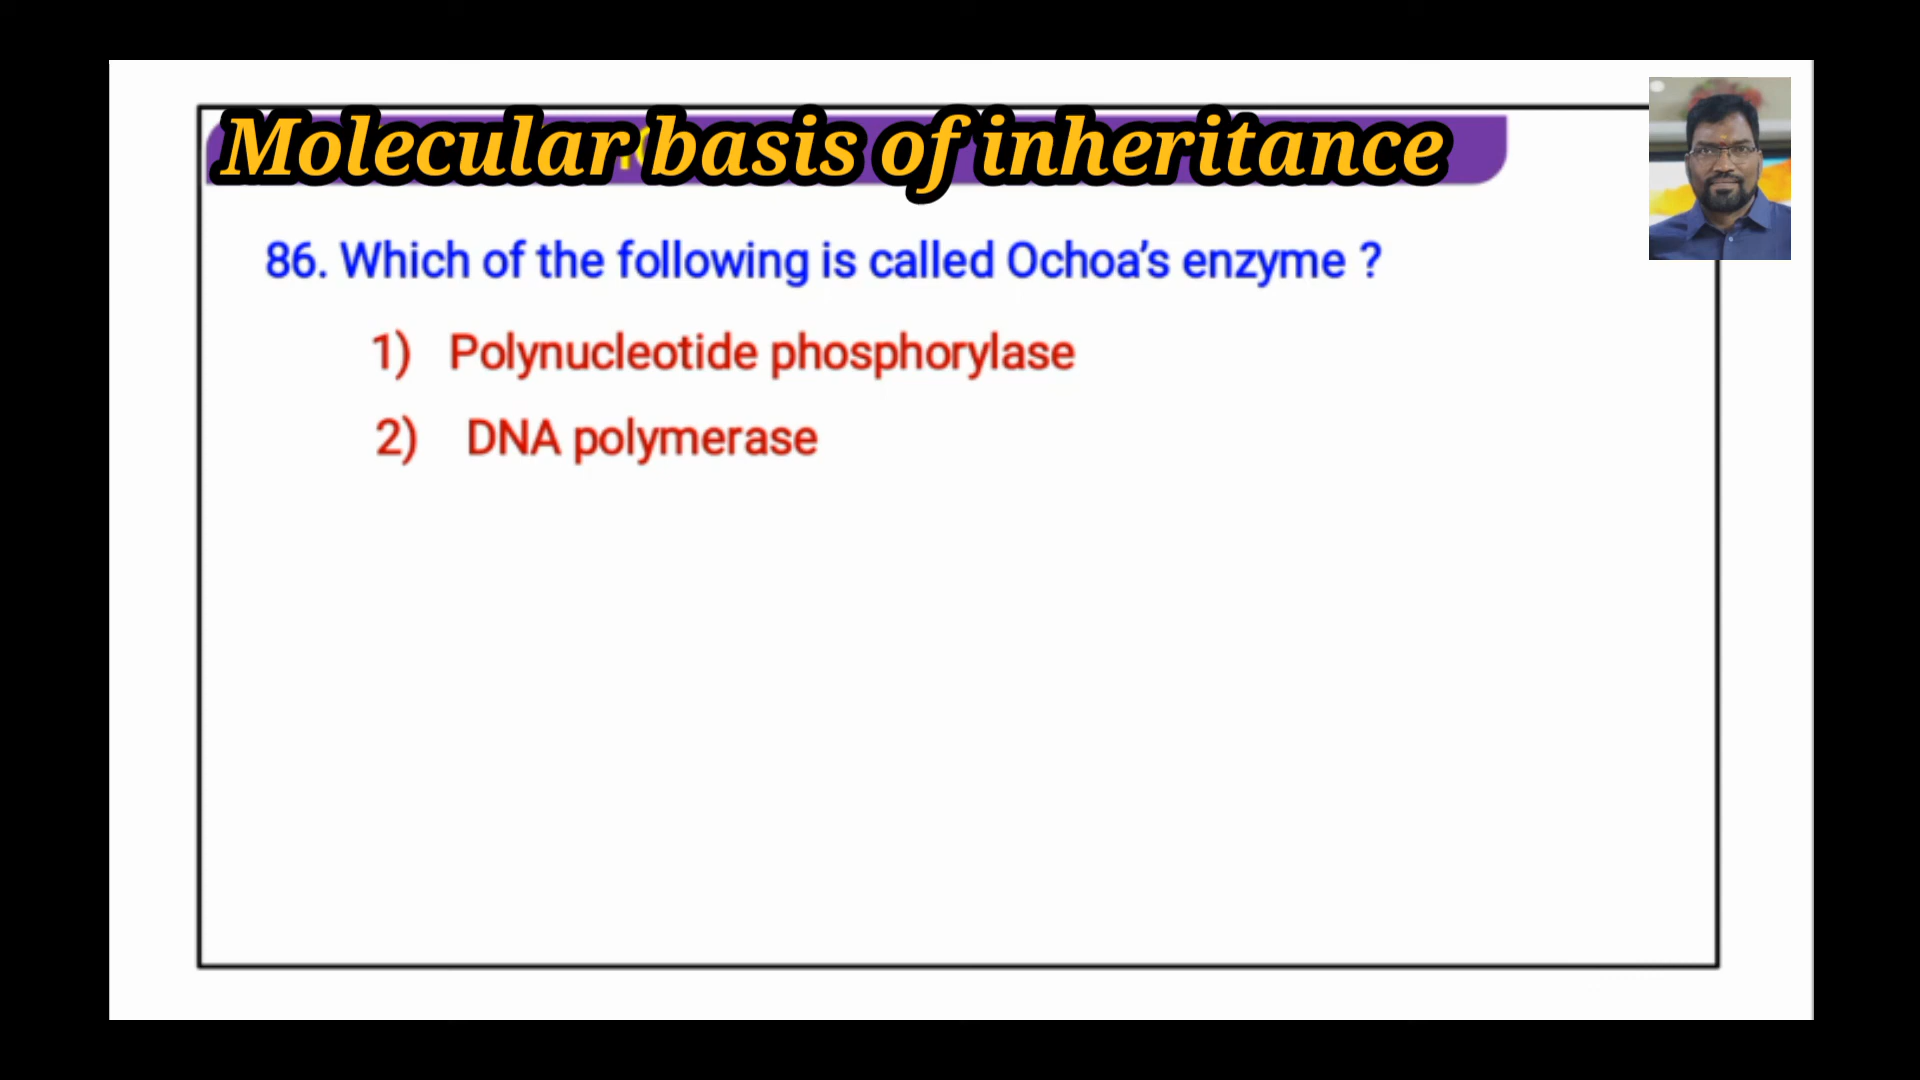 Molecular basis of inheritance
86. Which of the following is called Ochoa’s enzyme ?
1) Polynucleotide phosphorylase
2) DNA polymerase